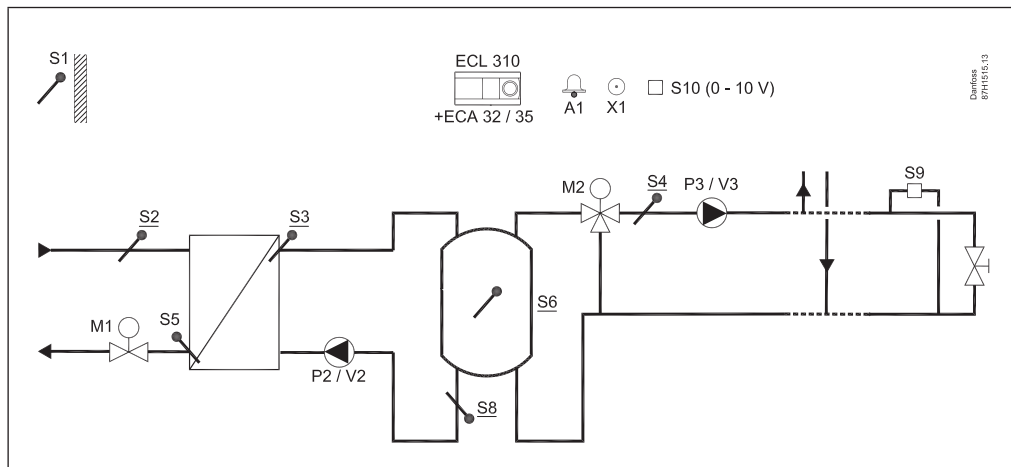 S1
ECL 310
+ECA 32 / 35
A1
X1
S10 (0 - 10 V)
Danfoss
87H1515.13
S2
S3
M2
S4
P3 / V3
S9
M1
S5
P2 / V2
S6
S8